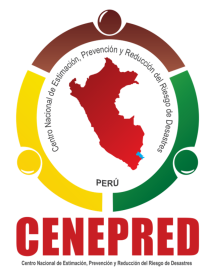 Centro Nacional de Estimación, Prevención y Reducción del Riesgo de Desastres
PERÚ
CENEPRED
Centro Nacional de Estimación, Prevención y Reducción del Riesgo de Desastres